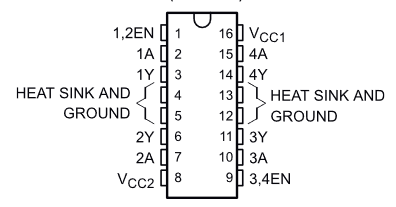 1,2EN 1 16 VCC1
1A 2 15 4A
1Y 3 14 4Y
HEAT SINK AND 4 13 HEAT SINK AND
GROUND 5 12 GROUND
2Y 6 11 3Y
2A 7 10 3A
VCC2 8 9 3,4EN